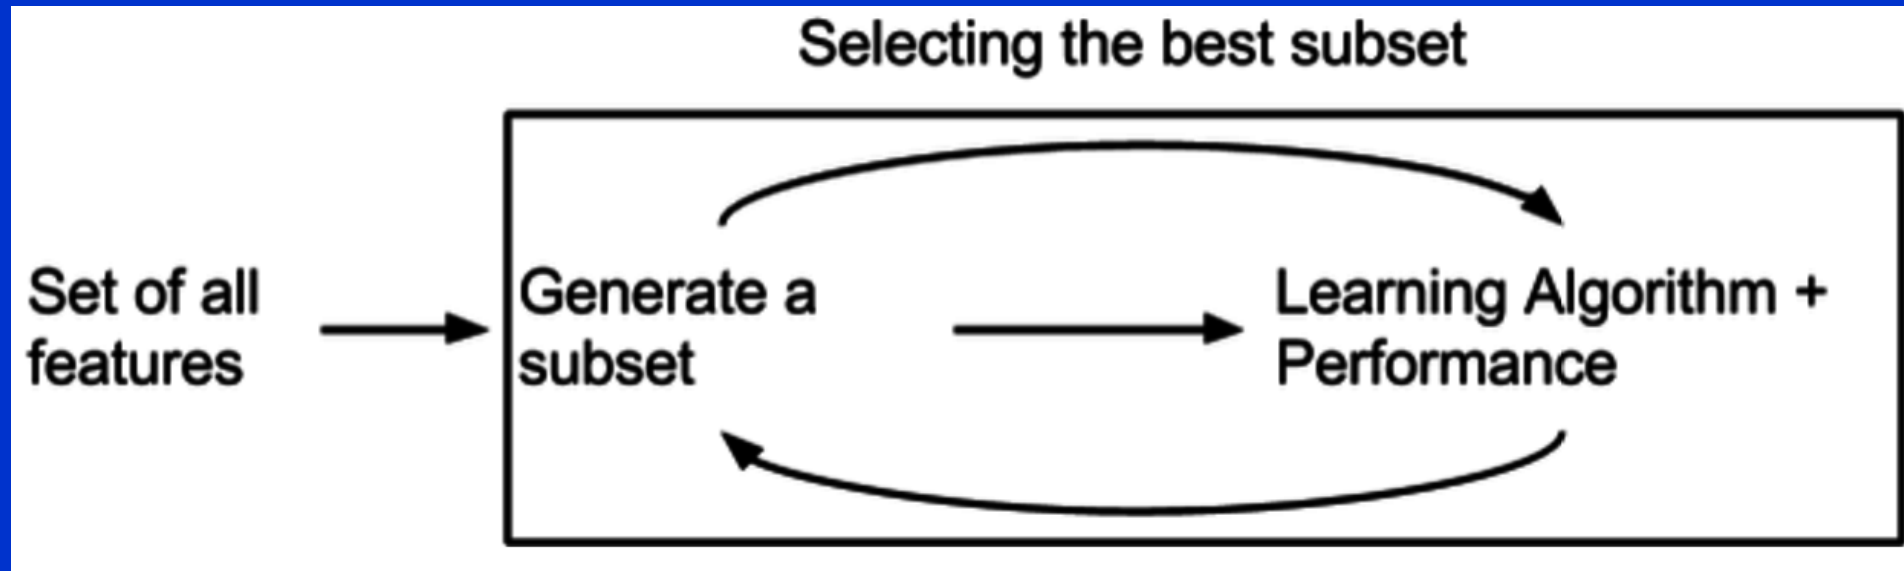 Selecting the best subset
Set of all
features
Generate a
subset
Learning Algorithm +
Performance